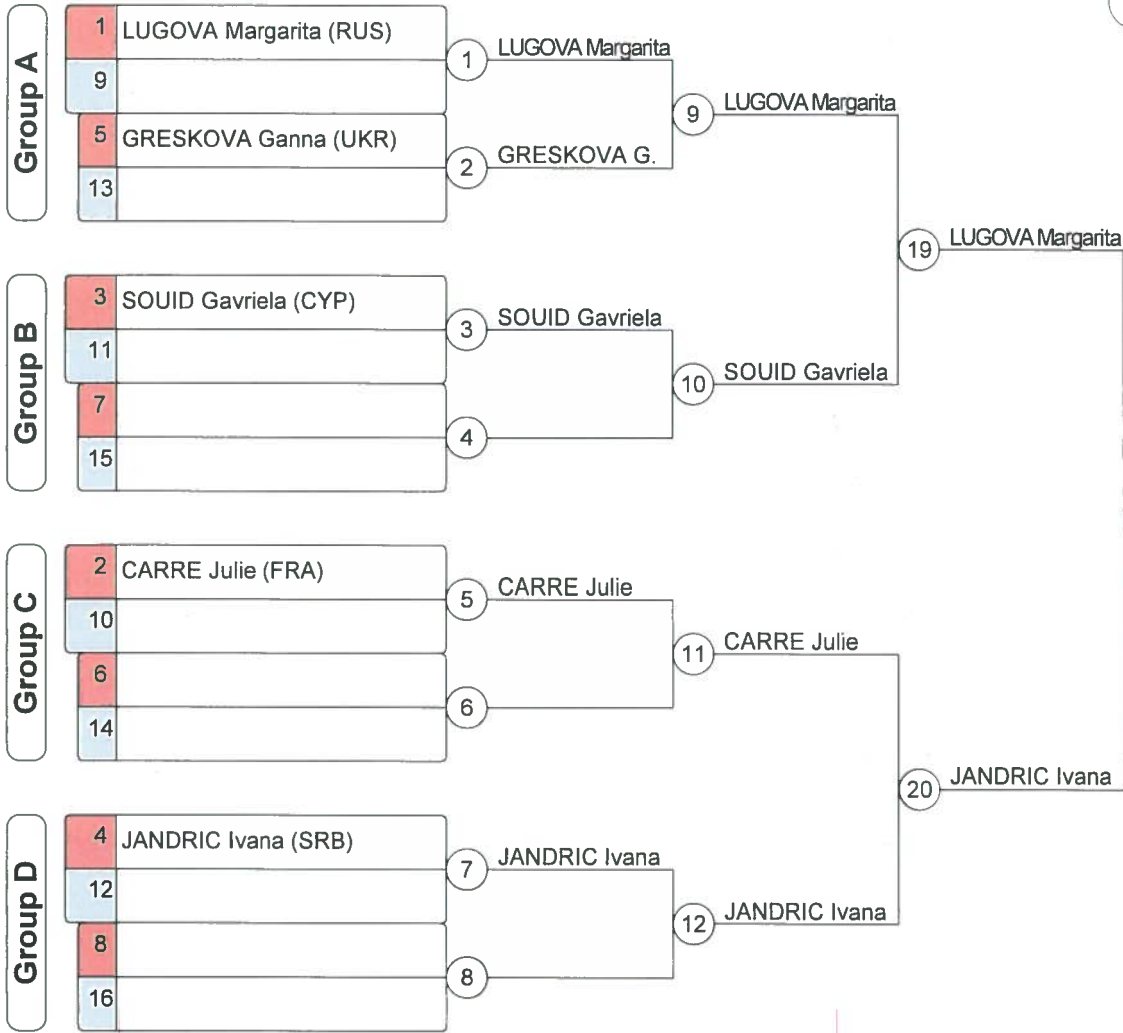 Group A
1 LUGOVA Margarita (RUS)
9
5 GRESKOVA Ganna (UKR)
13
1 LUGOVA Margarita
2 GRESKOVA G.
9 LUGOVA Margarita
Group B
3 SOUID Gavriela (CYP)
11
7
15
3 SOUID Gavriela
4
10 SOUID Gavriela
19 LUGOVA Margarita
Group C
2 CARRE Julie (FRA)
10
6
14
5 CARRE Julie
6
11 CARRE Julie
Group D
4 JANDRIC Ivana (SRB)
12
8
16
7 JANDRIC Ivana
8
12 JANDRIC Ivana
20 JANDRIC Ivana